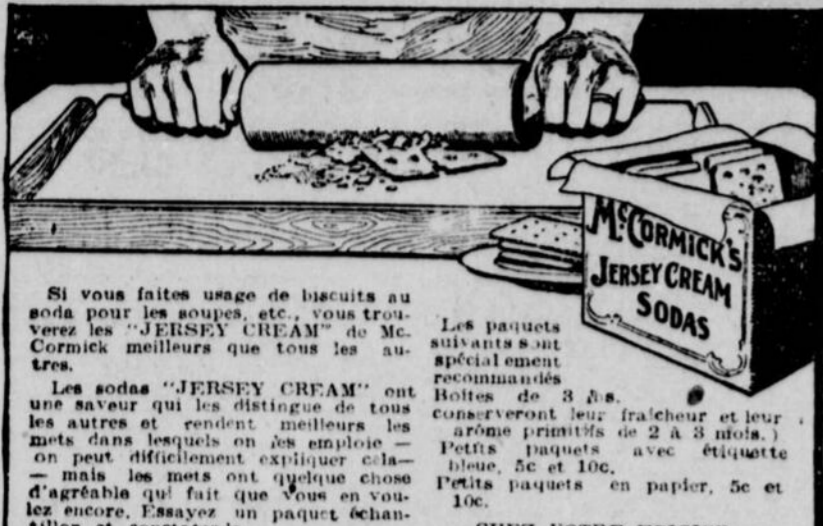 McCORMICK'S
JERSEY CREAM
SODAS
Si vous faites usage de biscuits au
soda pour les soupes, etc., vous trou-
verez les "JERSEY CREAM" de Mc.
Cormick meilleurs que tous les au-
tres.
Les sodas "JERSEY CREAM" ont
une saveur qui les distingue de tous
les autres et rendent meilleurs les
mets dans lesquels on les emploie —
on peut difficilement expliquer cela—
— mais les mets ont quelque chose
d'agréable qui fait que vous en vou-
lez encore. Essayez un paquet échan-
Les paquets
suivants sont
spécial ement
recommandés
Boîtes de 3 lbs.
conserveront leur fraîcheur et leur
arôme primitifs de 2 à 3 mois.)
Petits paquets avec étiquette
bleue, 5c et 10c.
Petits paquets en papier, 5c et
10c.